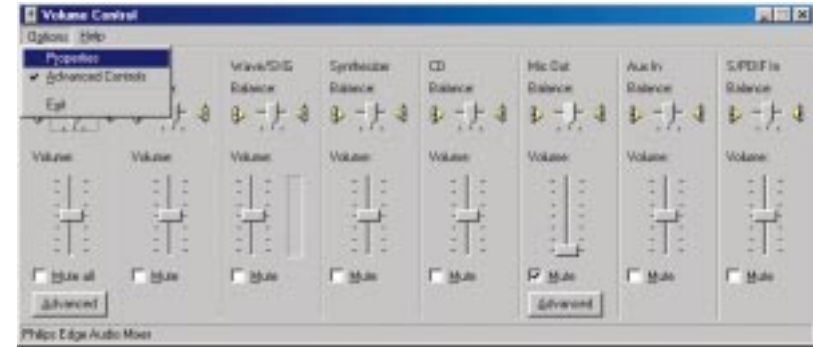 Volume Control
Options Help
Properties
Advanced Controls
Exit
Wave/SXG Synthesizer CD Mic Out Aux In S/PDIF In
Balance: Balance: Balance: Balance: Balance: Balance:
Volume: Volume: Volume: Volume: Volume: Volume: Volume: Volume:
Mute all Mute Mute Mute Mute Mute Mute Mute
Advanced Advanced
Philips Edge Audio Mixer